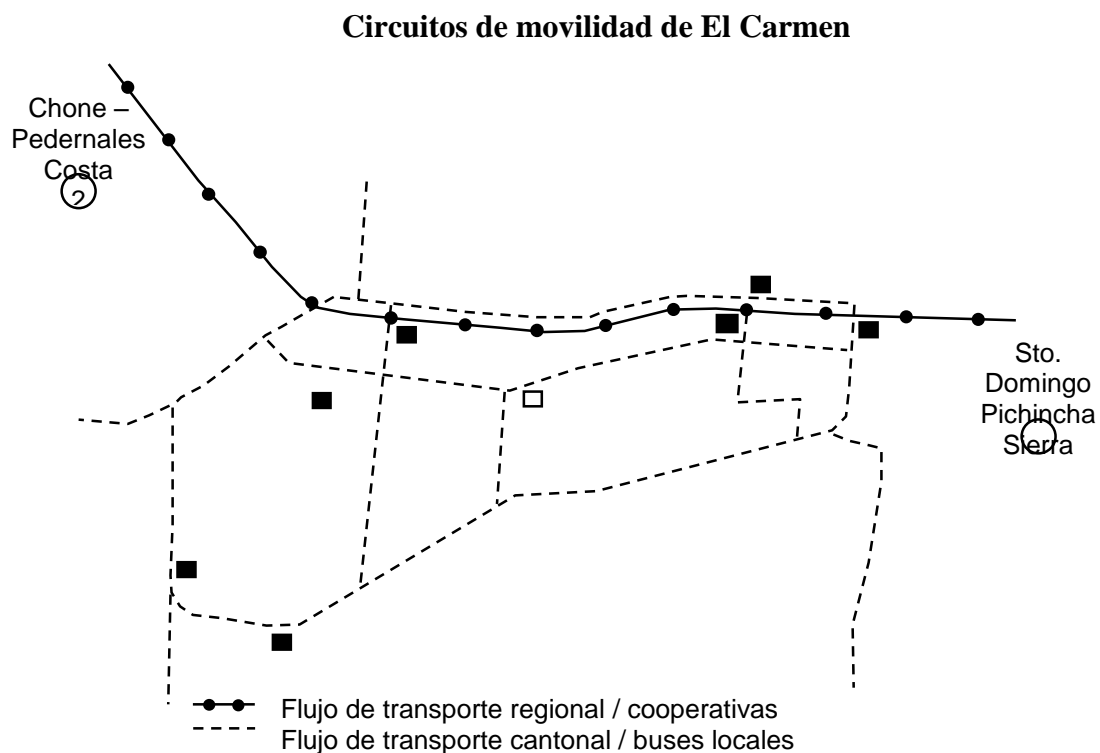 Circuitos de movilidad de El Carmen
Chone –
Pedernales
Costa
2
Sto.
Domingo
Pichincha
Sierra
Flujo de transporte regional / cooperativas
Flujo de transporte cantonal / buses locales